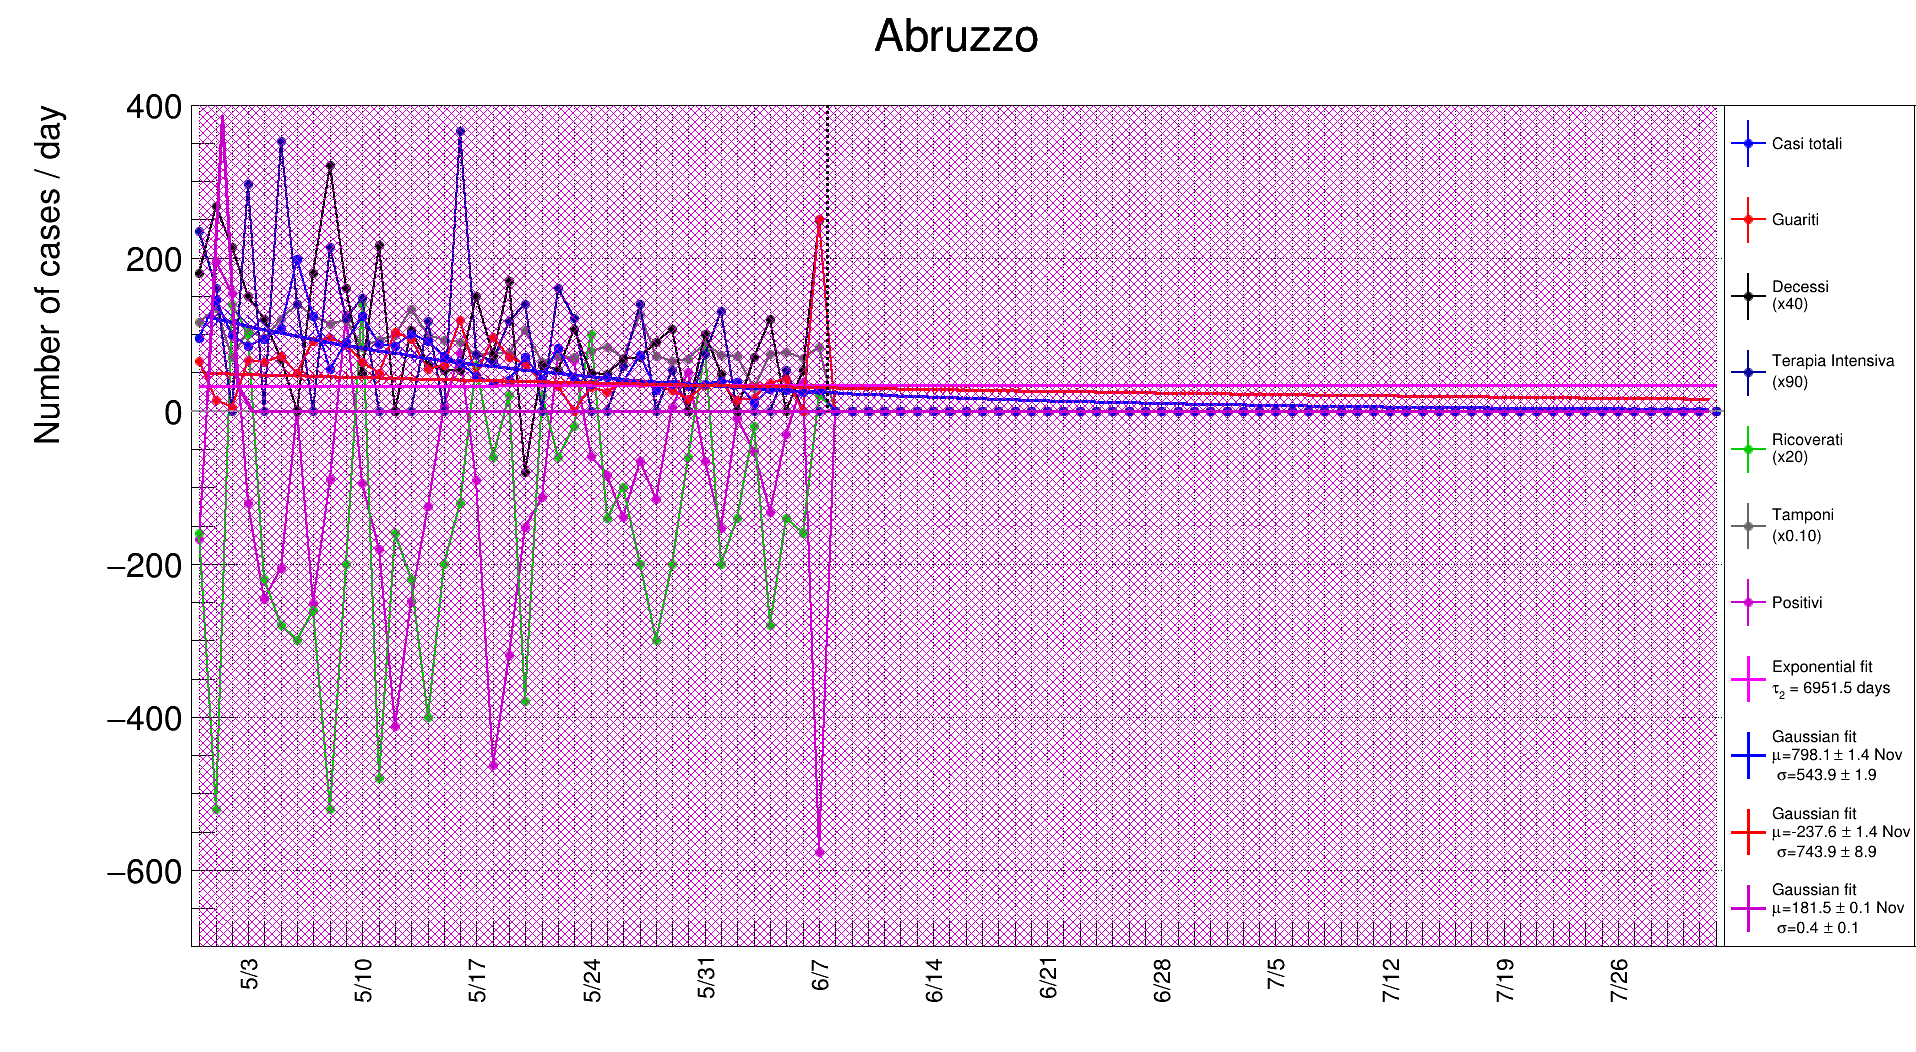 Abruzzo
Number of cases / day
400
200
0
−200
−400
−600
5/3
5/10
5/17
5/24
5/31
6/7
6/14
6/21
6/28
7/5
7/12
7/19
7/26
Casi totali
Guariti
Decessi
(x40)
Terapia Intensiva
(x90)
Ricoverati
(x20)
Tamponi
(x0.10)
Positivi
Exponential fit
τ2 = 6951.5 days
Gaussian fit
μ=798.1 ± 1.4 Nov
σ=543.9 ± 1.9
Gaussian fit
μ=-237.6 ± 1.4 Nov
σ=743.9 ± 8.9
Gaussian fit
μ=181.5 ± 0.1 Nov
σ=0.4 ± 0.1